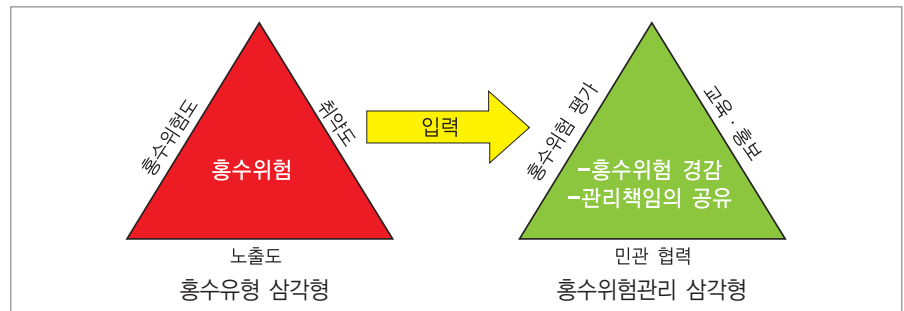 홍수위험도
취약도
홍수위험
노출도
홍수유형 삼각형
입력
홍수위험 평가
교육·홍보
-홍수위험 경감
-관리책임의 공유
민관 협력
홍수위험관리 삼각형